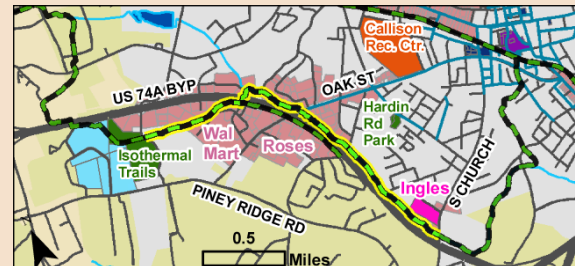 Callison
Rec. Ctr.
US 74A BYP
OAK ST
Hardin
Rd
Park
Wal
Mart
Roses
Isothermal
Trails
Ingles
S CHURCH
PINEY RIDGE RD
0.5
Miles